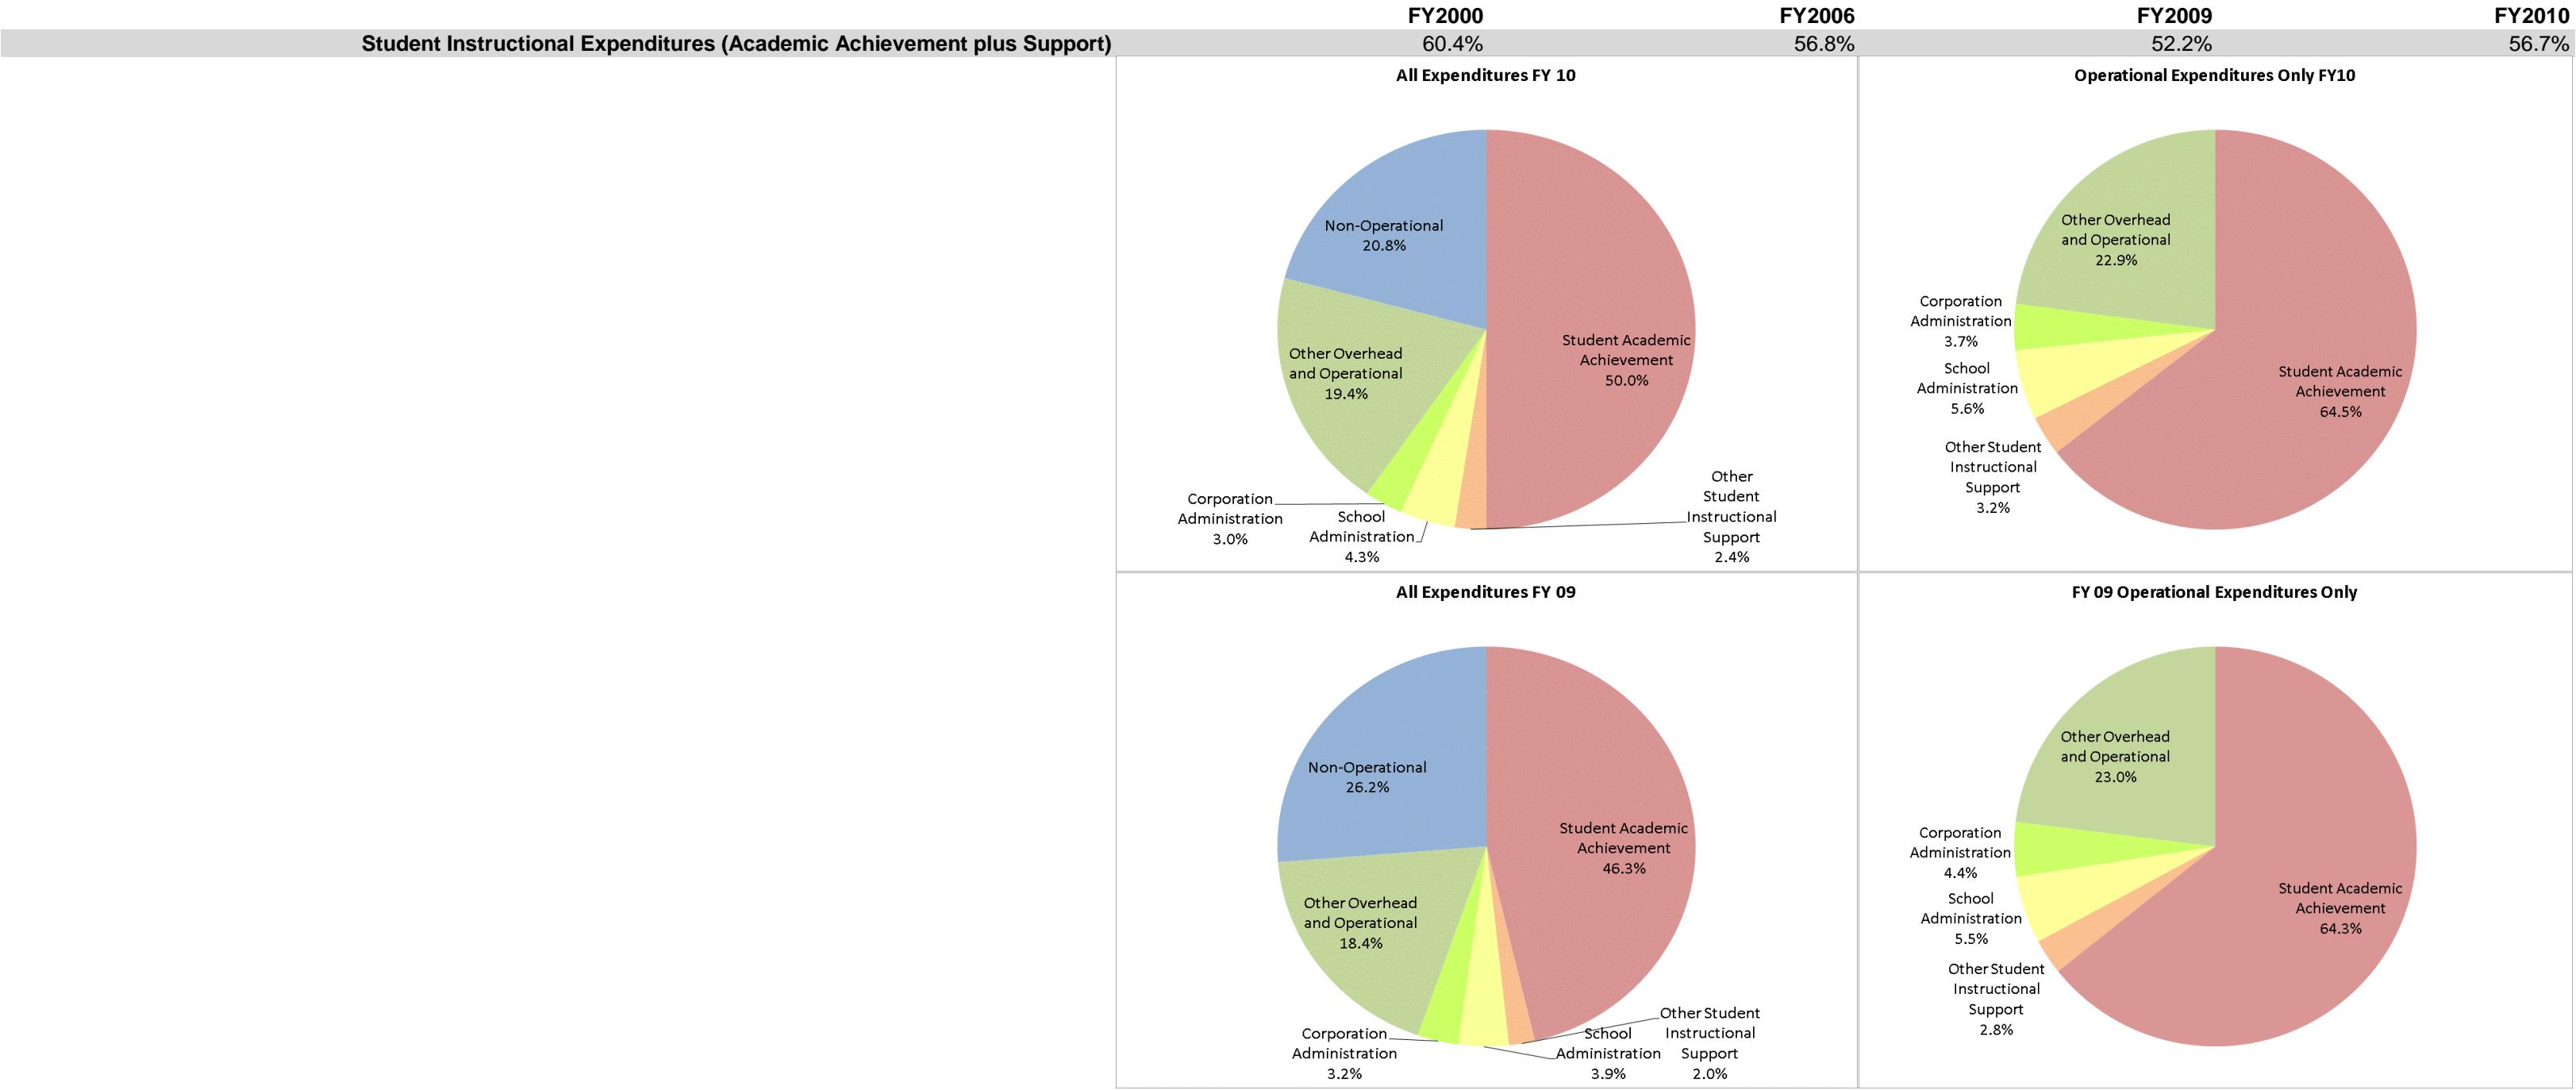 FY2000 FY2006 FY2009 FY2010
Student Instructional Expenditures (Academic Achievement plus Support) 60.4% 56.8% 52.2% 56.7%
All Expenditures FY 10
Non-Operational
20.8%
Student Academic
Achievement
50.0%
Other Overhead
and Operational
19.4%
Corporation
Administration
3.0%
School
Administration
4.3%
Other
Student
Instructional
Support
2.4%
Operational Expenditures Only FY10
Other Overhead
and Operational
22.9%
Corporation
Administration
3.7%
School
Administration
5.6%
Other Student
Instructional
Support
3.2%
Student Academic
Achievement
64.5%
All Expenditures FY 09
Non-Operational
26.2%
Student Academic
Achievement
46.3%
Other Overhead
and Operational
18.4%
Corporation
Administration
3.2%
School
Administration
3.9%
Other Student
Instructional
Support
2.0%
FY 09 Operational Expenditures Only
Other Overhead
and Operational
23.0%
Corporation
Administration
4.4%
School
Administration
5.5%
Other Student
Instructional
Support
2.8%
Student Academic
Achievement
64.3%